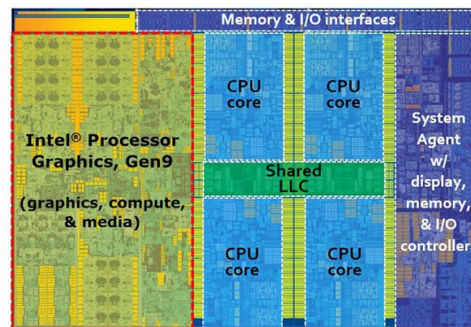 Memory & I/O interfaces
Intel® Processor
Graphics, Gen9
(graphics, compute,
& media)
CPU
core
CPU
core
Shared
LLC
CPU
core
CPU
core
System
Agent
w/
display,
memory,
& I/O
controller